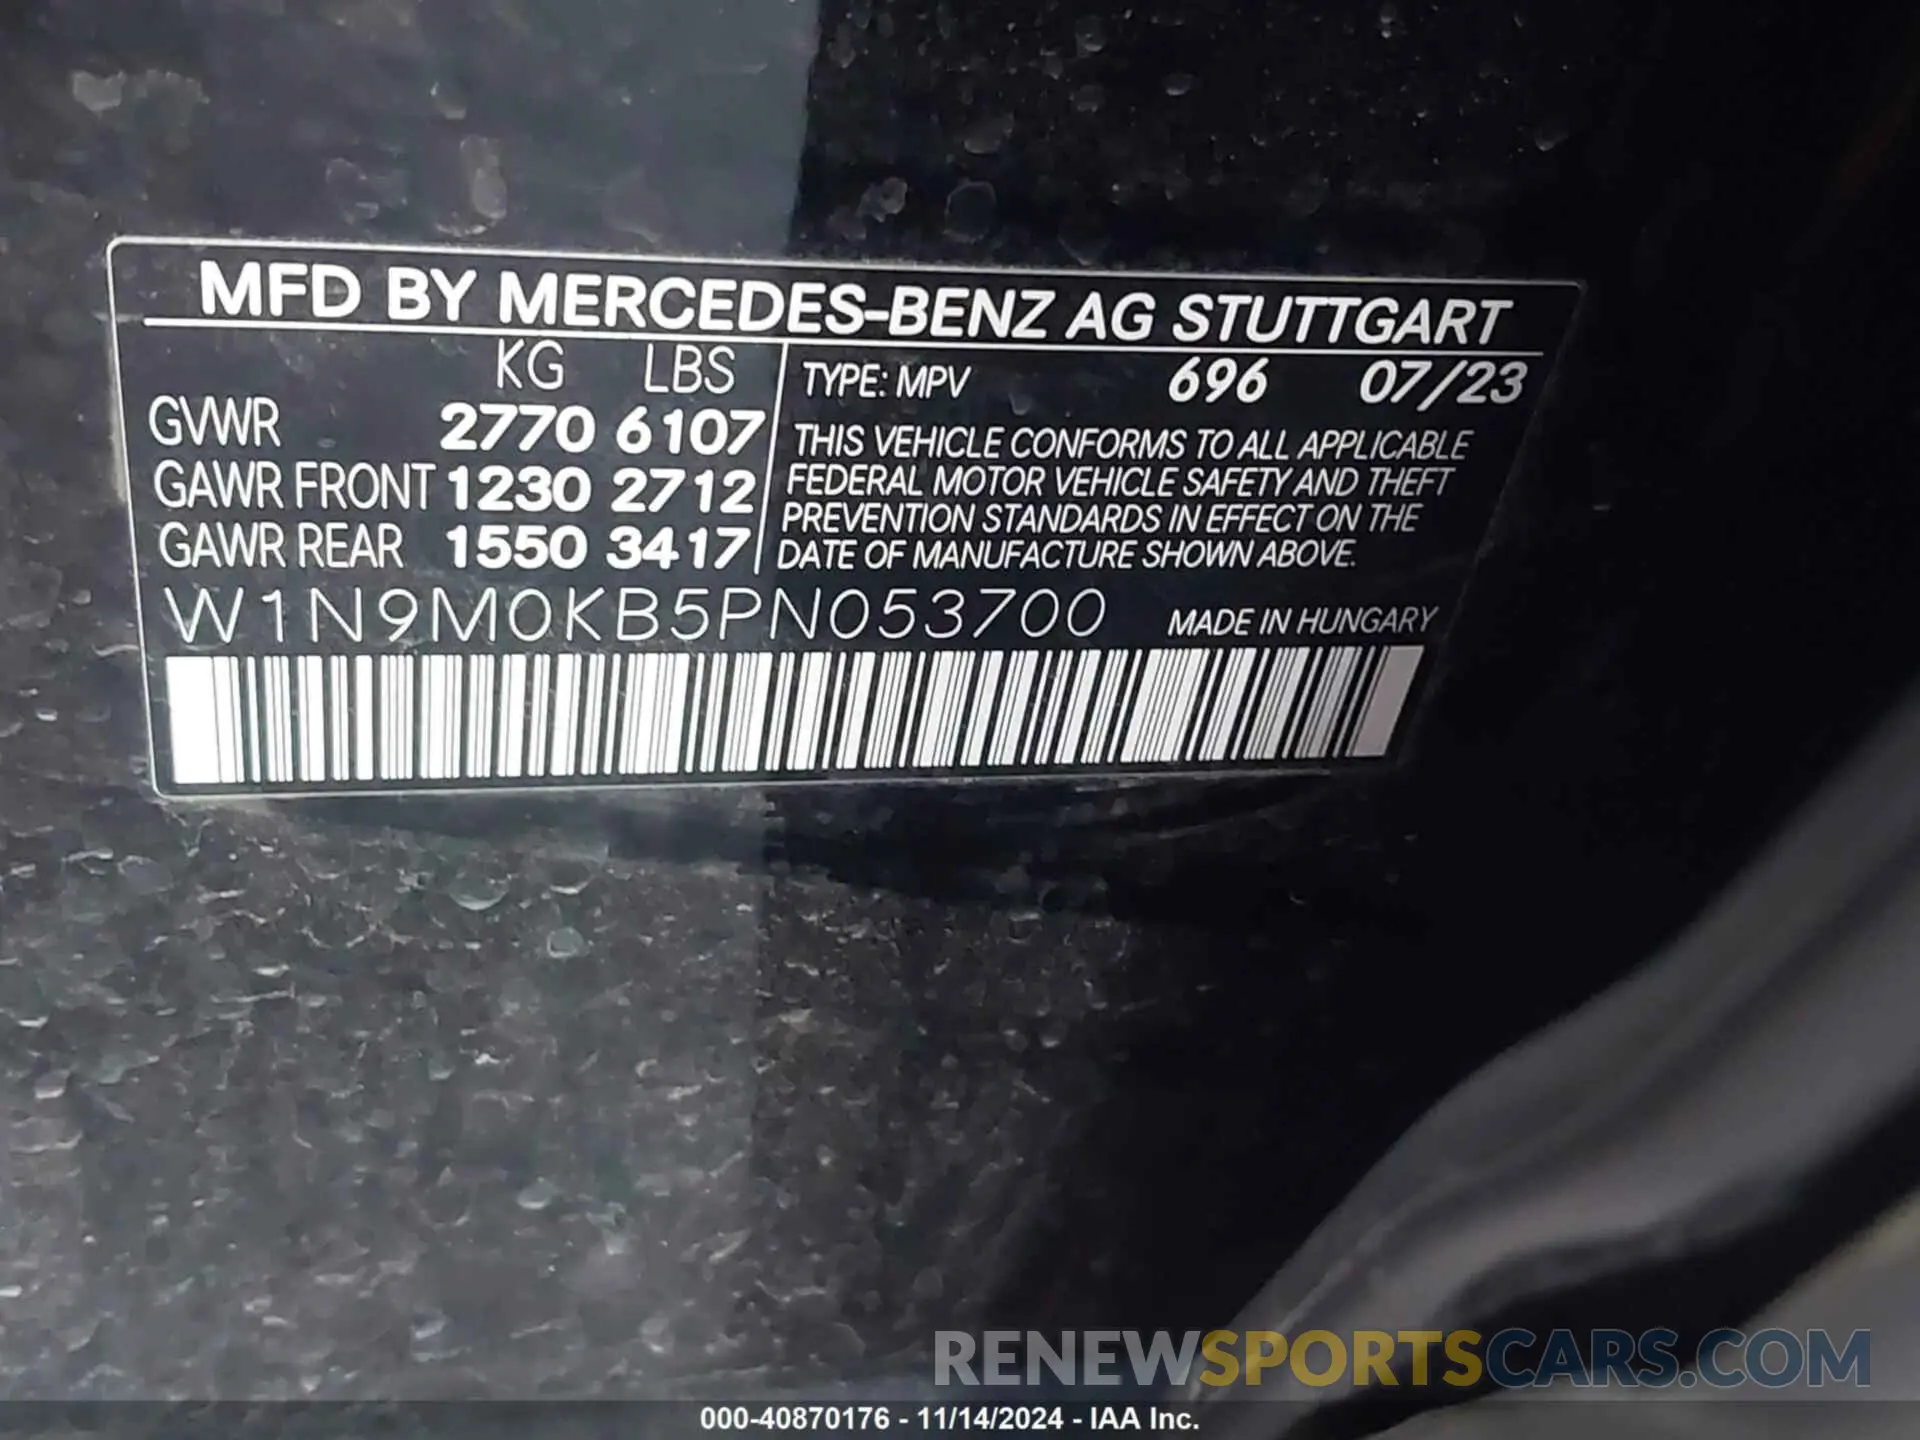 MFD BY MERCEDES-BENZ AG STUTTGART
KG LBS
GVWR 2770 6107
GAWR FRONT 1230 2712
GAWR REAR 1550 3417
TYPE: MPV 696 07/23
THIS VEHICLE CONFORMS TO ALL APPLICABLE
FEDERAL MOTOR VEHICLE SAFETY AND THEFT
PREVENTION STANDARDS IN EFFECT ON THE
DATE OF MANUFACTURE SHOWN ABOVE.
W1N9M0KB5PN053700 MADE IN HUNGARY
RENEWSPORTSCARS.COM
000-40870176 - 11/14/2024 - IAA Inc.